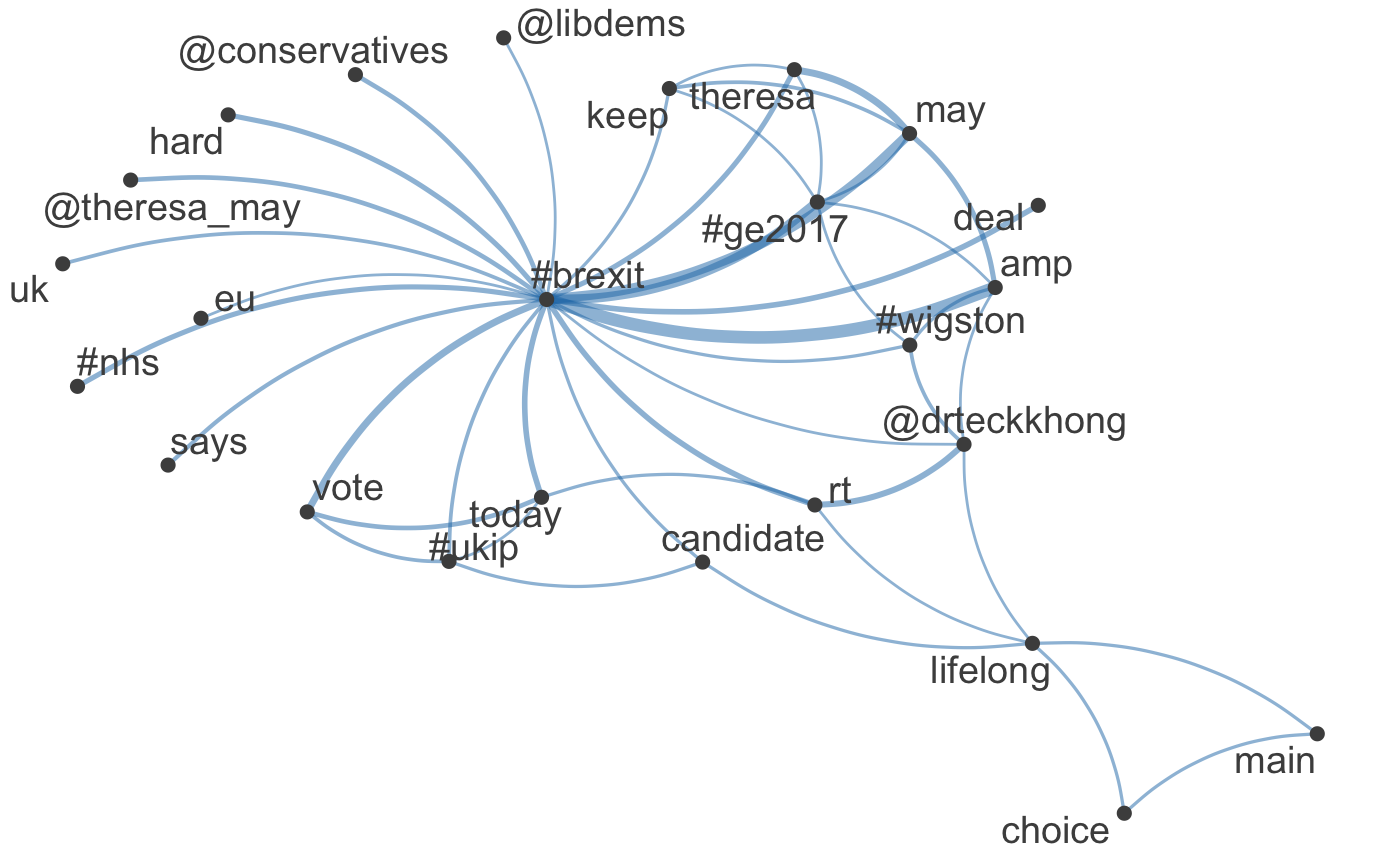 @libdems
@conservatives
theresa
keep
may
hard
@theresa_may
deal
#ge2017
amp
#brexit
uk
eu
#wigston
#nhs
@drteckkhong
says
vote
rt
today
candidate
#ukip
lifelong
main
choice